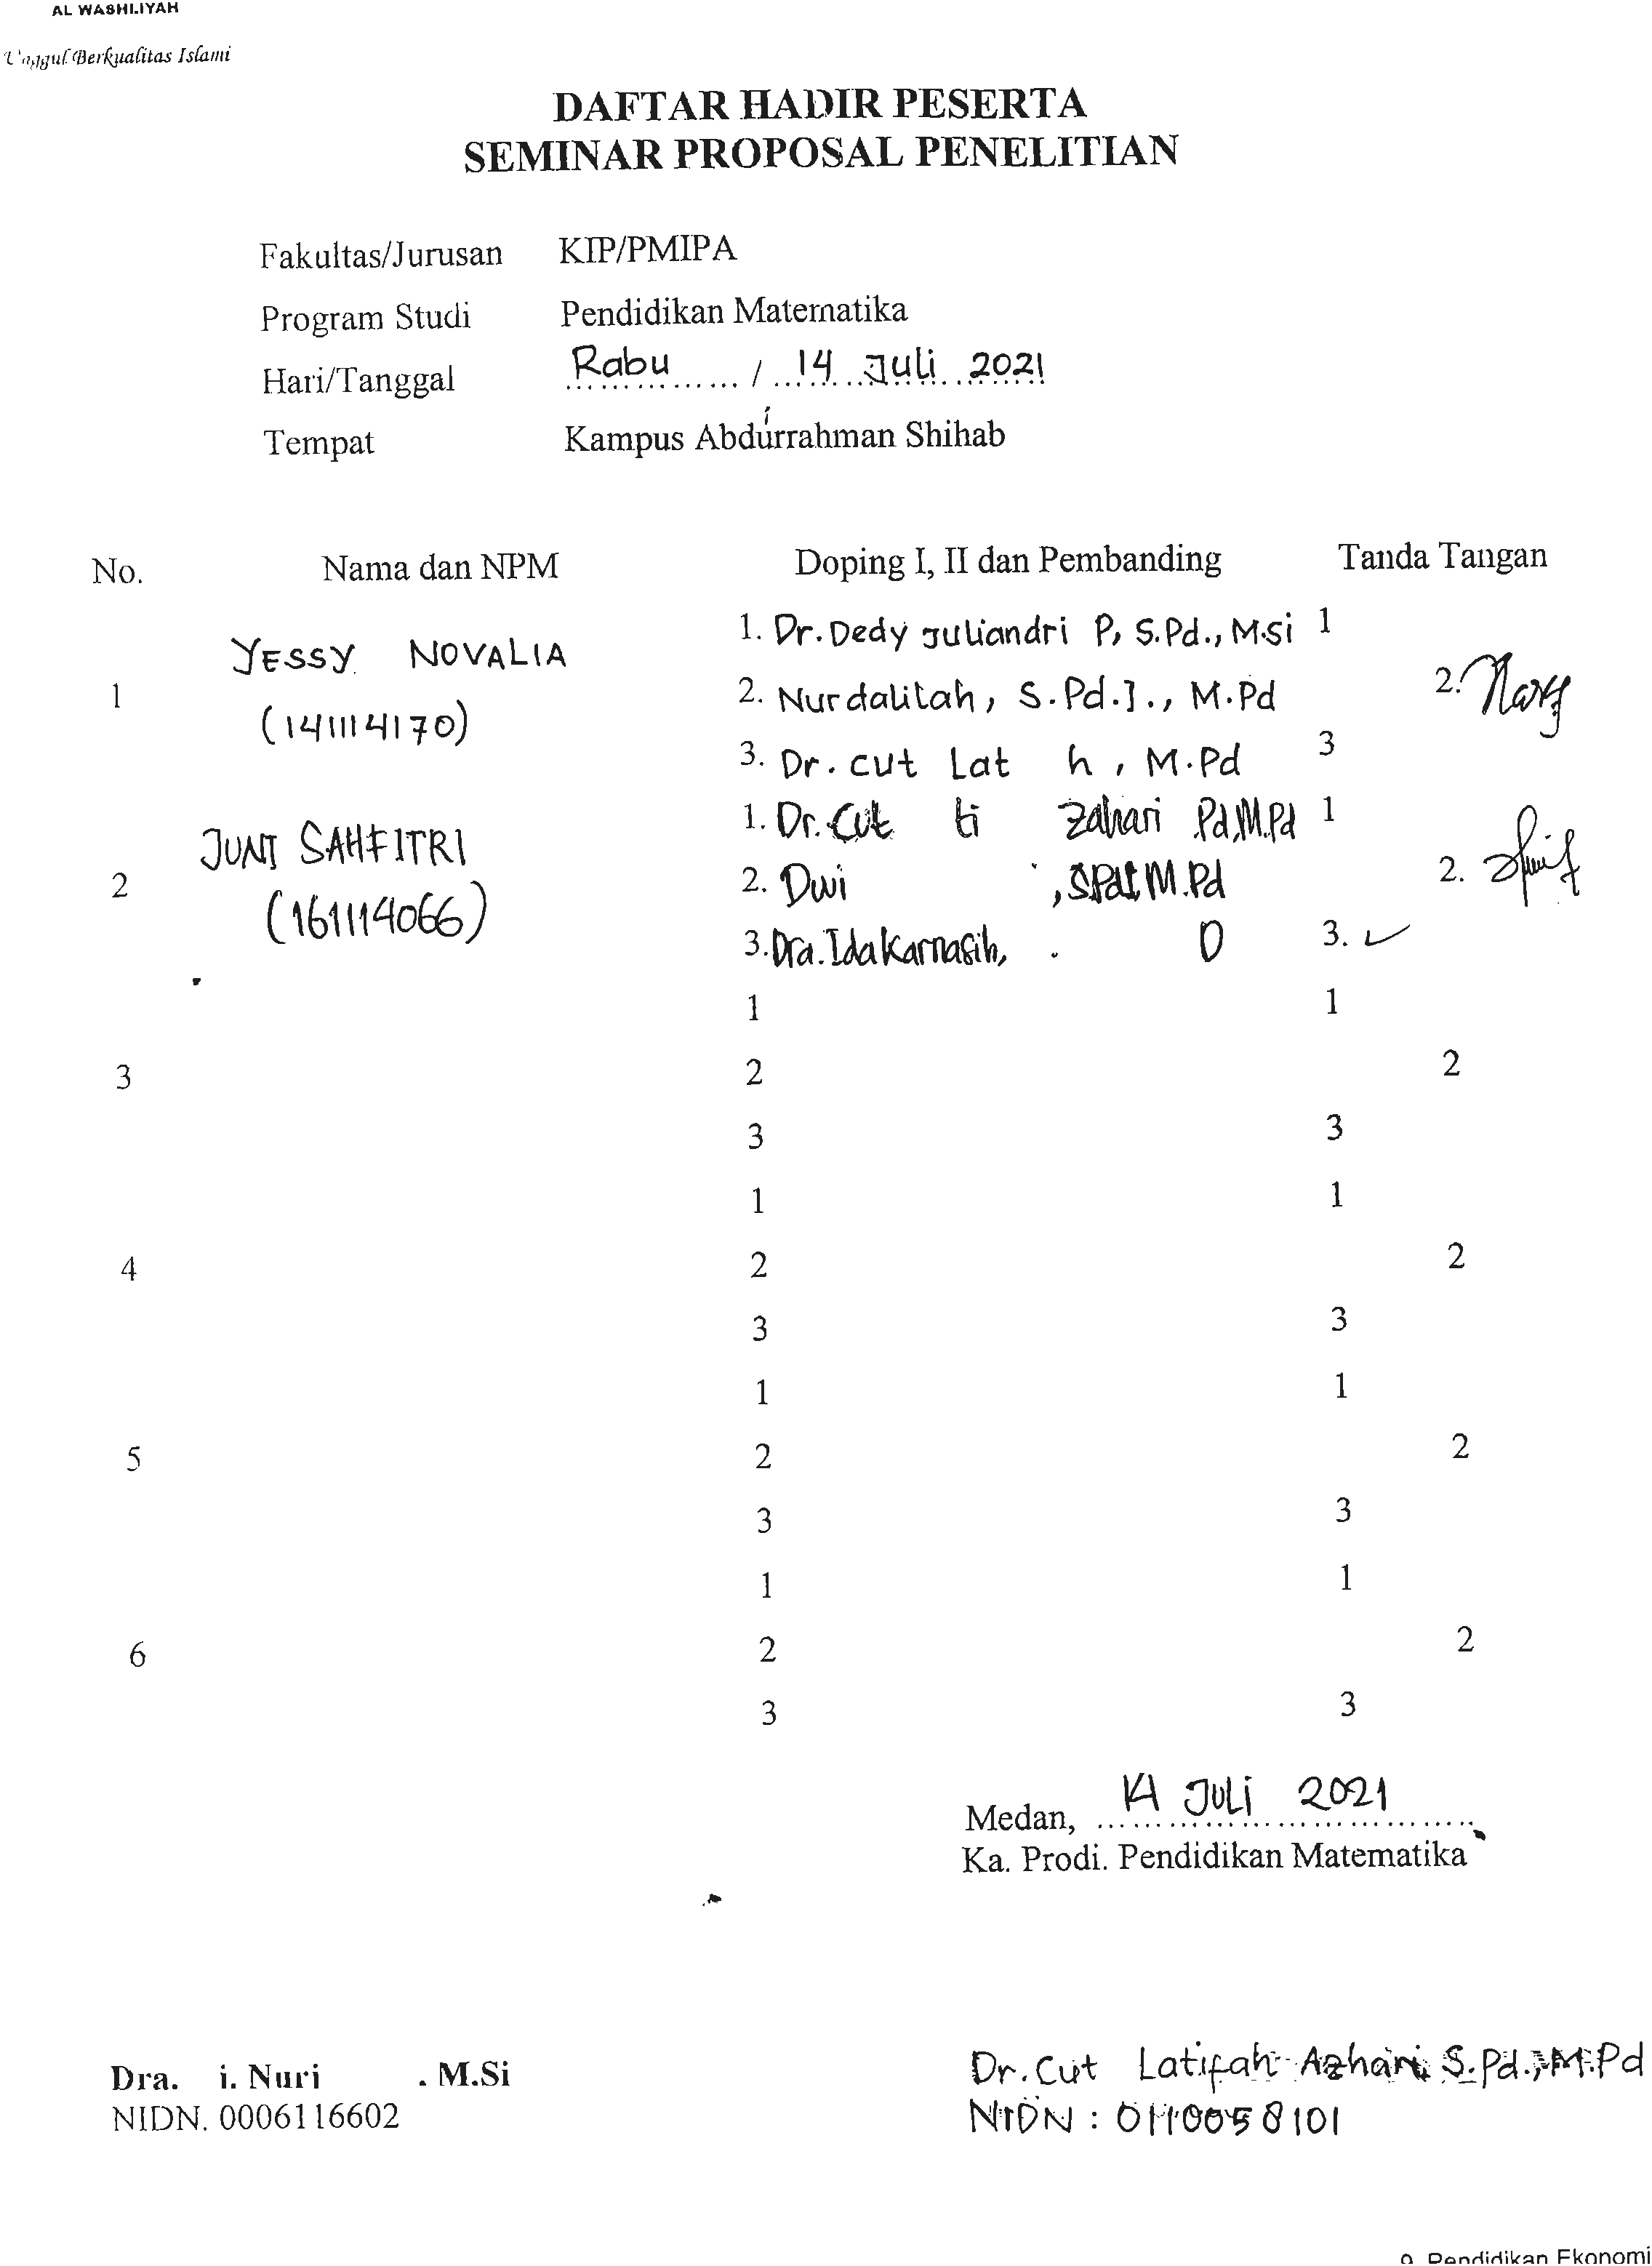 AL WASHLIYAH
Unggul Berkualitas Islami
DAFTAR HADIR PESERTA
SEMINAR PROPOSAL PENELITIAN
Fakultas/Jurusan KIP/PMIPA
Program Studi Pendidikan Matematika
Hari/Tanggal Rabu / 14 Juli 2021
Tempat Kampus Abdurrahman Shihab
No. Nama dan NPM Doping I, II dan Pembanding Tanda Tangan
1. Dr. Dedy Juliandri P, S.Pd., M.Si 1
YESSY NOVALIA
1 2. Nurdalilah, S.Pd.I., M.Pd 2.
(141114170)
3. Dr. Cut Lat h, M.Pd 3
1. Dr. Cut ti Zahari Pd,M.Pd 1
JUNI SAHFITRI
2 2. Dwi , S.Pd.I M.Pd 2.
(161114066)
3. Dra. Ida Karnasih, . D 3.
1 1
3 2 2
3 3
1 1
4 2 2
3 3
1 1
5 2 2
3 3
1 1
6 2 2
3 3
Medan, 14 Juli 2021
Ka. Prodi. Pendidikan Matematika
Dra. i. Nuri . M.Si Dr. Cut Latifah Azhari, S.Pd., M.Pd
NIDN. 0006116602 NIDN : 0110058101
9. Pendidikan Ekonomi